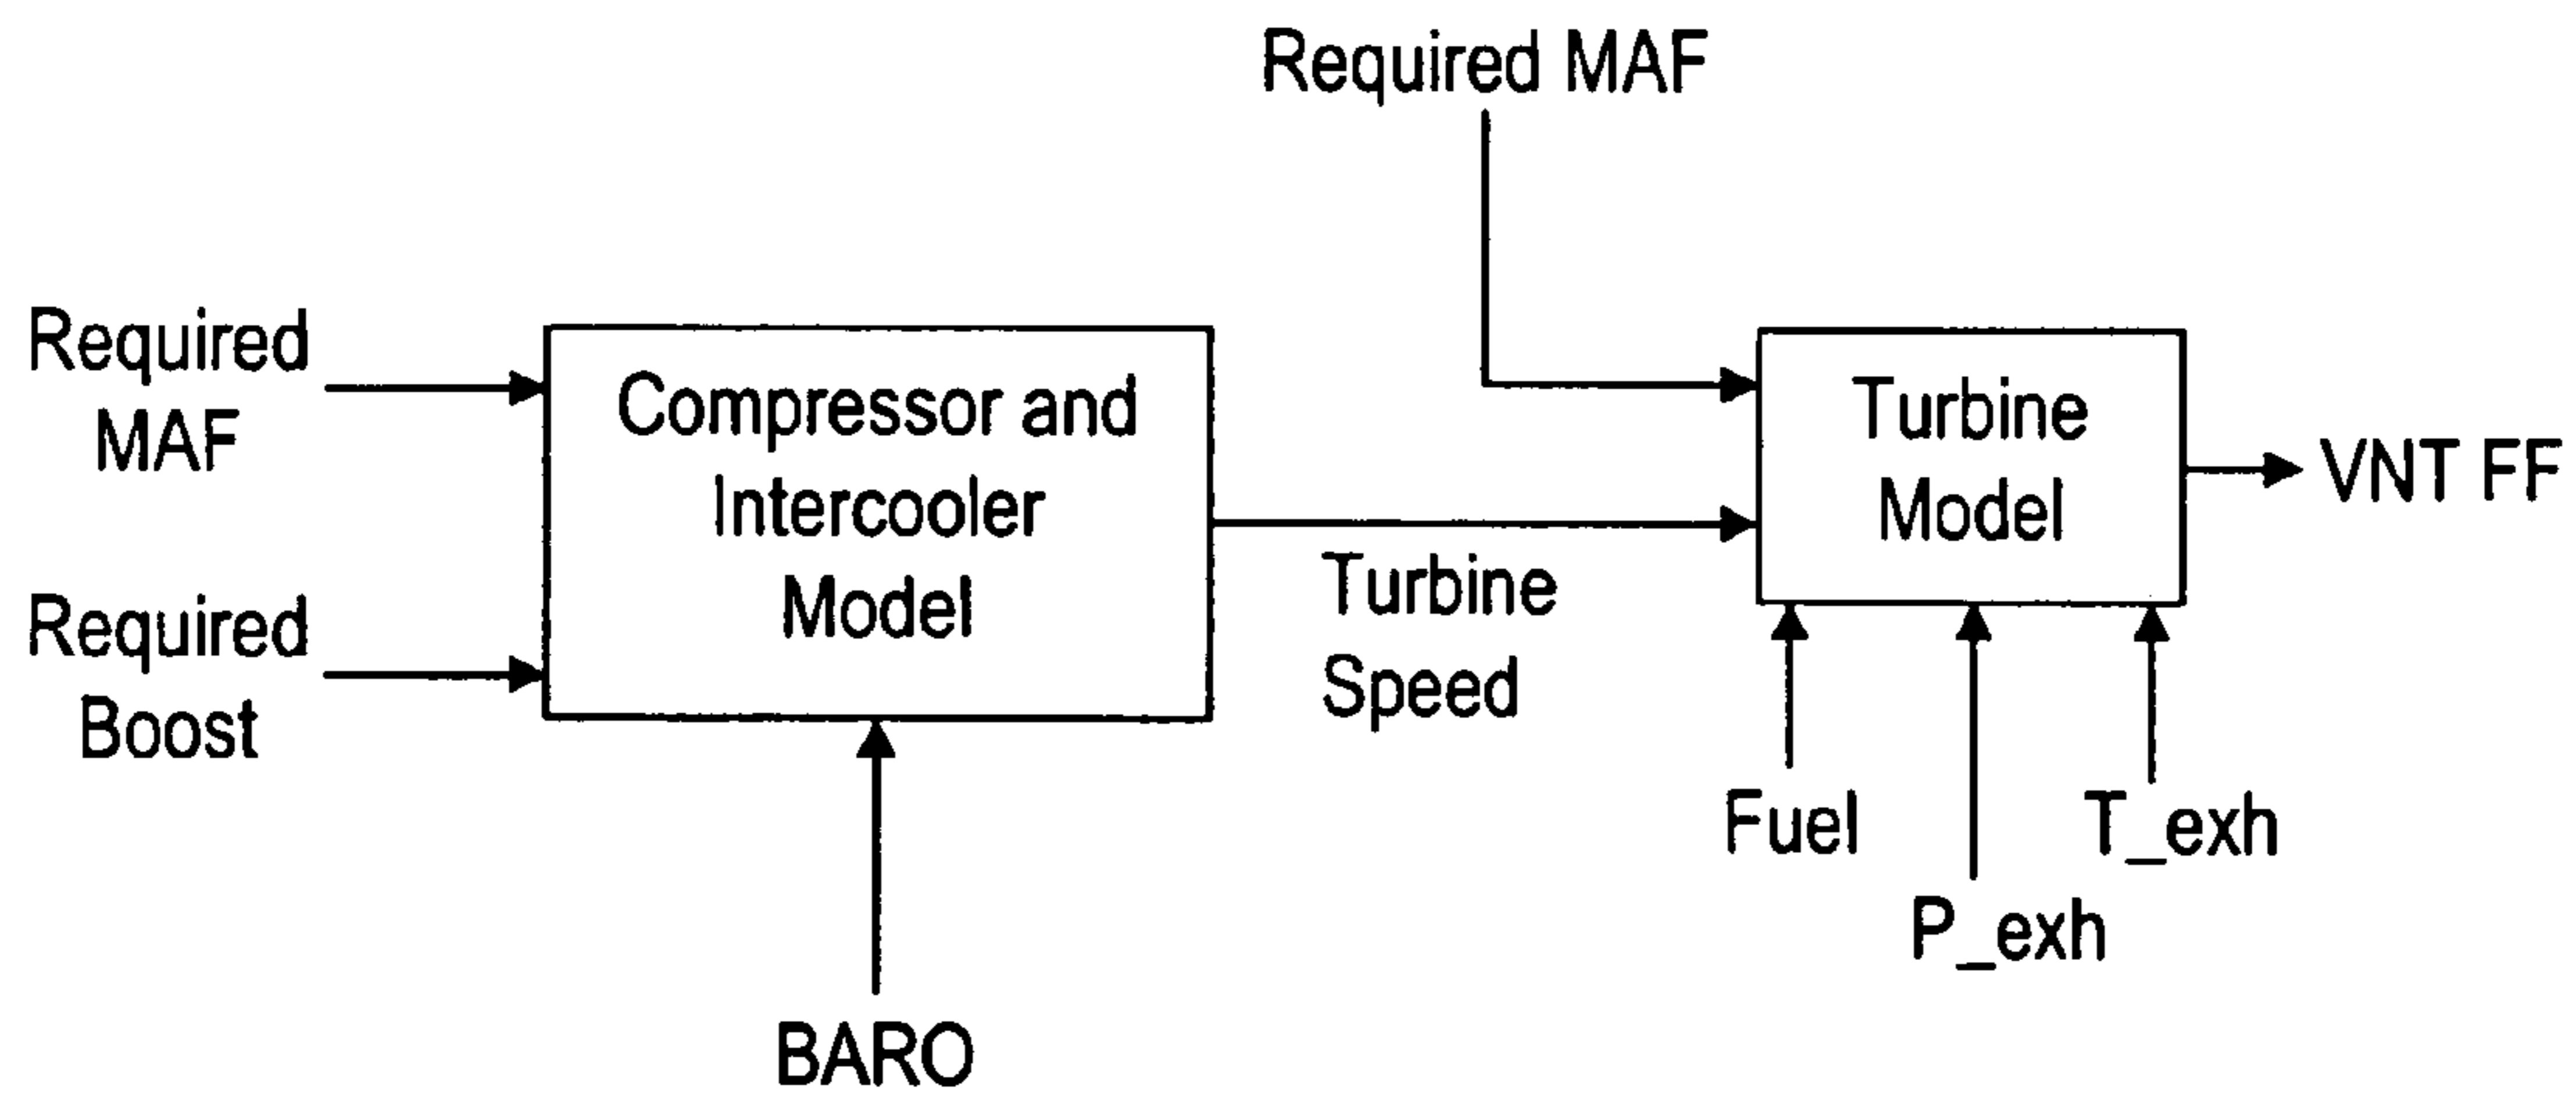 Required MAF
Required
MAF
Compressor and
Intercooler
Model
Turbine
Model
VNT FF
Required
Boost
Turbine
Speed
Fuel
T_exh
P_exh
BARO